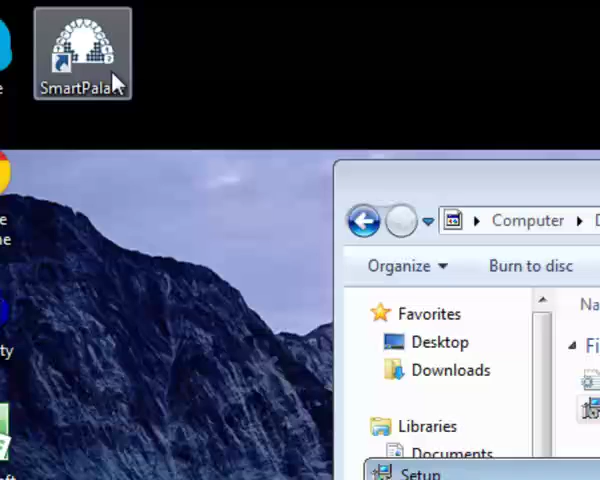 SmartPala
Computer
Organize
Burn to disc
Favorites
Desktop
Downloads
Libraries
Documents
Setup